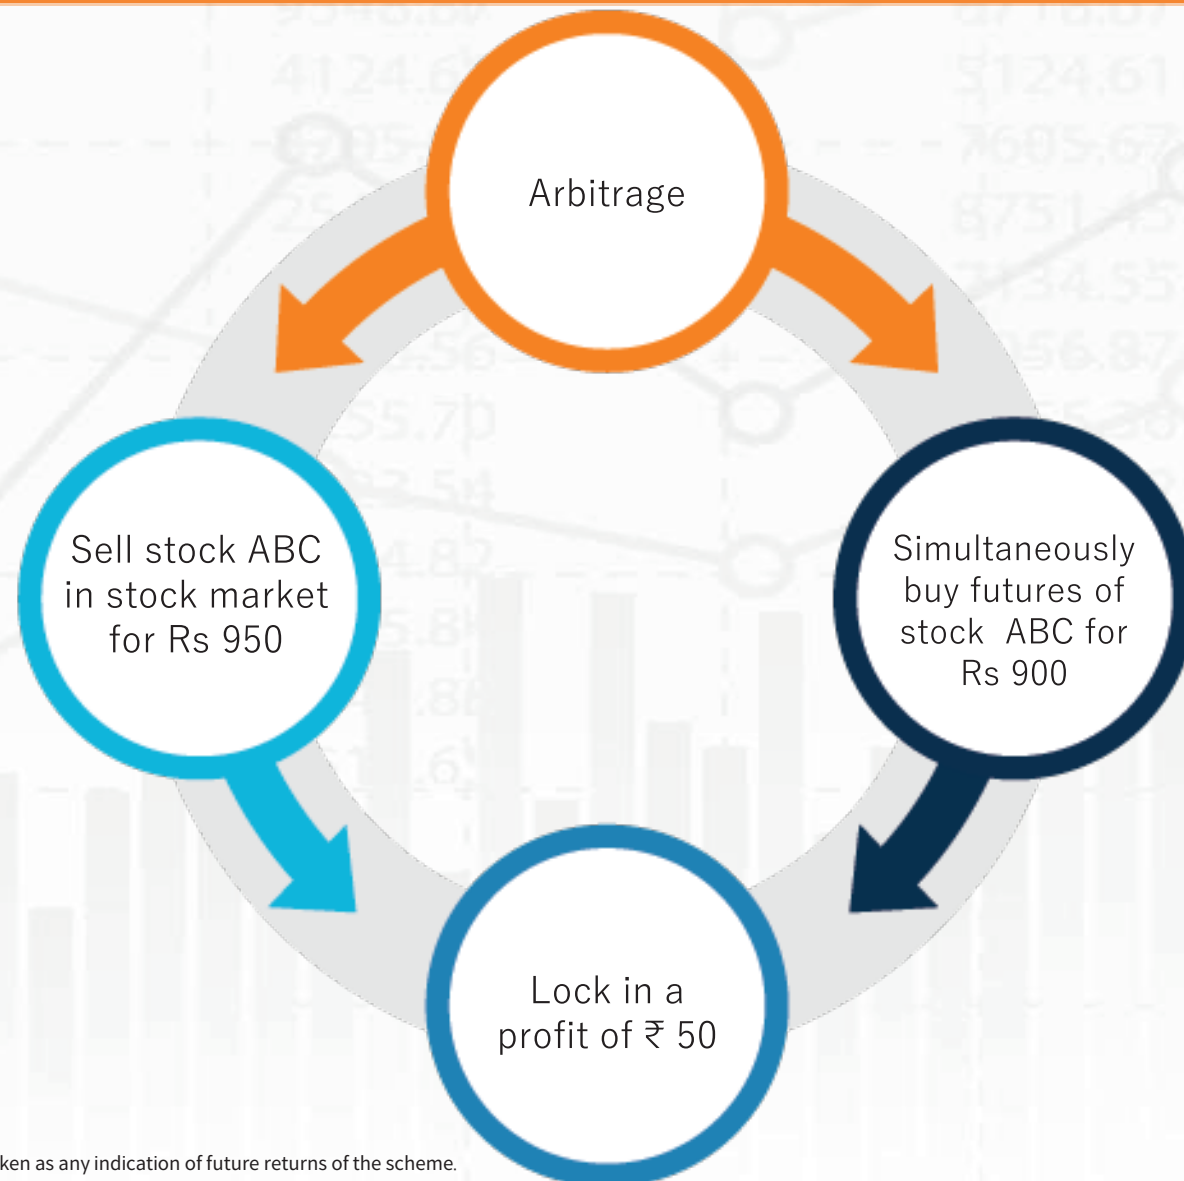 Arbitrage
Sell stock ABC
in stock market
for Rs 950
Simultaneously
buy futures of
stock ABC for
Rs 900
Lock in a
profit of ₹ 50
as any indication of future returns of the scheme.